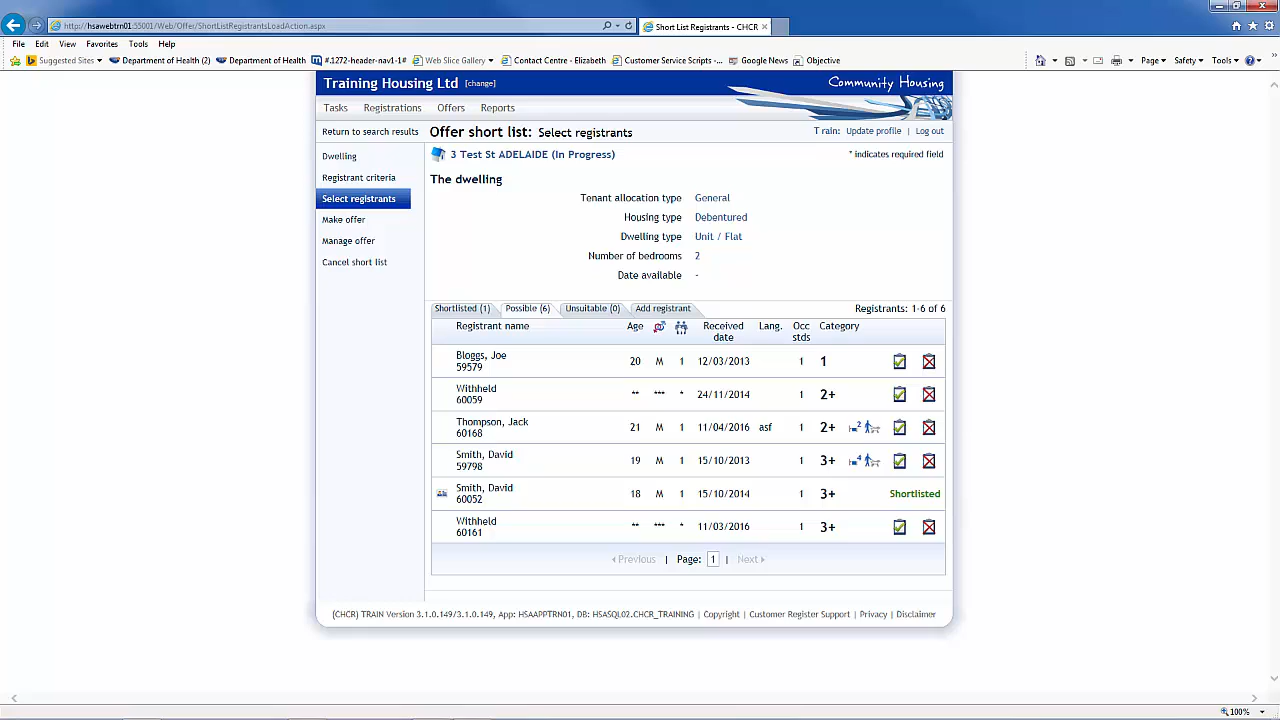 http://hsawebtrn01:55001/Web/Offer/ShortListRegistrantsLoadAction.aspx
Short List Registrants - CHCR
File Edit View Favorites Tools Help
Suggested Sites Department of Health (2) Department of Health #.1272-header-nav1-1# Web Slice Gallery Contact Centre - Elizabeth Customer Service Scripts -... Google News Objective
Page Safety Tools
Training Housing Ltd [change] Community Housing
Tasks Registrations Offers Reports
Return to search results Offer short list: Select registrants Train: Update profile | Log out
Dwelling
Registrant criteria
Select registrants
Make offer
Manage offer
Cancel short list
3 Test St ADELAIDE (In Progress) * indicates required field
The dwelling
Tenant allocation type General
Housing type Debentured
Dwelling type Unit / Flat
Number of bedrooms 2
Date available -
Shortlisted (1) Possible (6) Unsuitable (0) Add registrant Registrants: 1-6 of 6
Registrant name Age Received date Lang. Occ stds Category
Bloggs, Joe 20 M 1 12/03/2013 1 1
59579
Withheld ** *** * 24/11/2014 1 2+
60059
Thompson, Jack 21 M 1 11/04/2016 asf 1 2+ 2
60168
Smith, David 19 M 1 15/10/2013 1 3+ 4
59798
Smith, David 18 M 1 15/10/2014 1 3+ Shortlisted
60052
Withheld ** *** * 11/03/2016 1 3+
60161
Previous | Page: 1 | Next
(CHCR) TRAIN Version 3.1.0.149/3.1.0.149, App: HSAAPPTRN01, DB: HSASQL02.CHCR_TRAINING | Copyright | Customer Register Support | Privacy | Disclaimer
100%